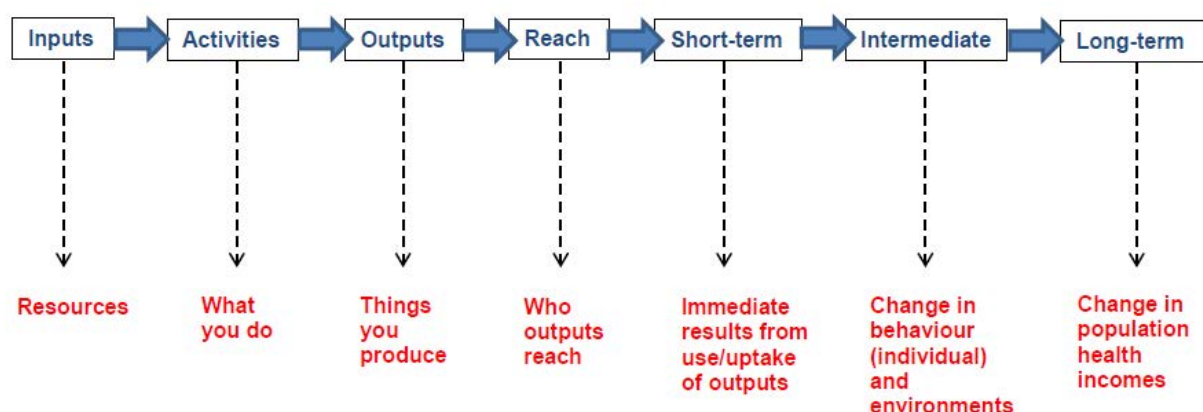 Inputs
Activities
Outputs
Reach
Short-term
Intermediate
Long-term
Resources
What
you do
Things
you
produce
Who
outputs
reach
Immediate
results from
use/uptake
of outputs
Change in
behaviour
(individual)
and
environments
Change in
population
health
incomes